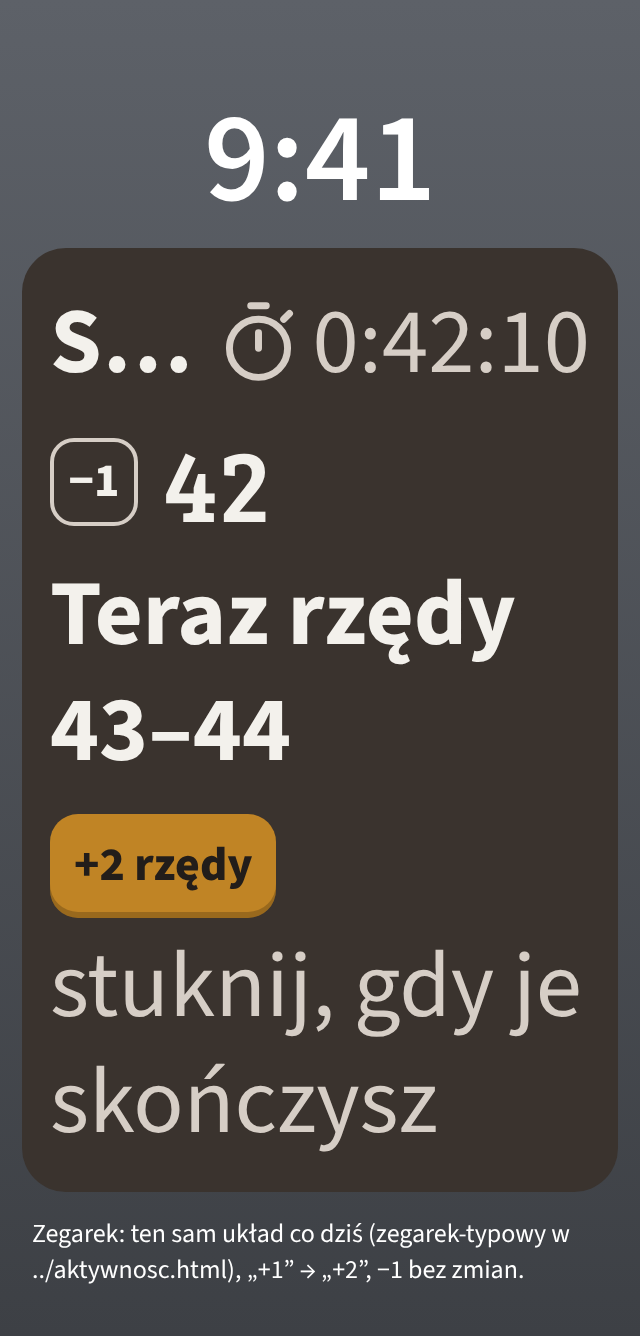 9:41
S... 0:42:10
−1 42
Teraz rzędy
43–44
+2 rzędy
stuknij, gdy je
skończysz
Zegarek: ten sam układ co dziś (zegarek-typowy w
../aktywnosc.html), „+1” → „+2”, −1 bez zmian.